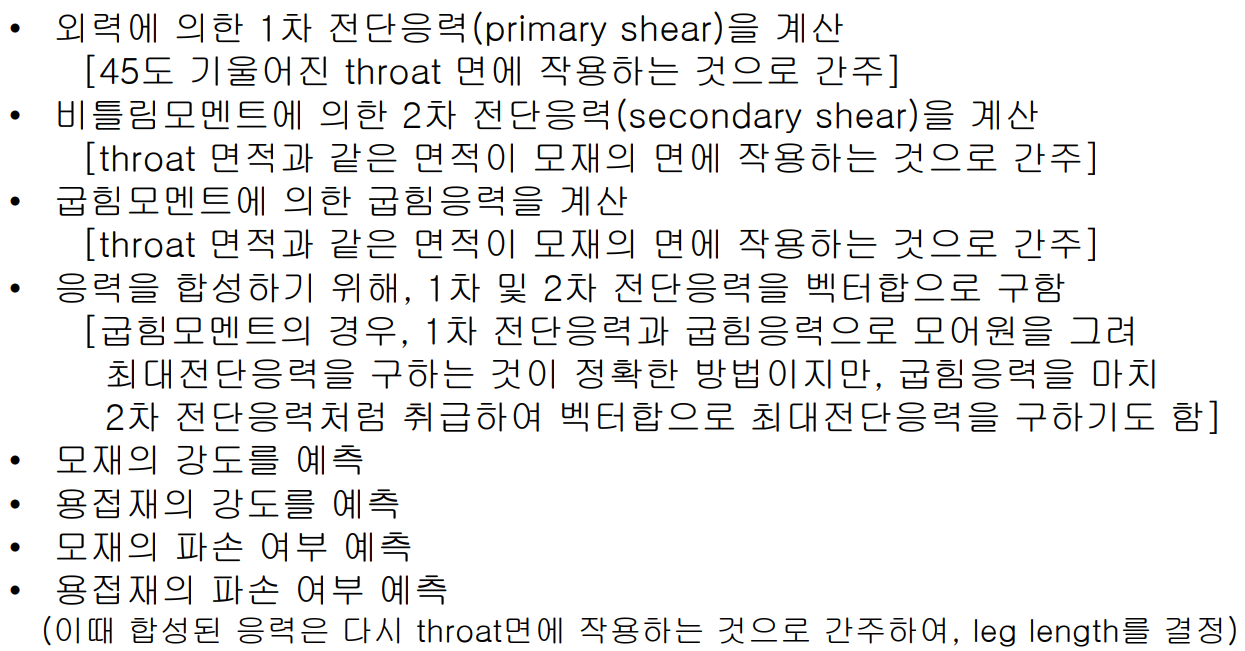 • 외력에 의한 1차 전단응력(primary shear)을 계산
[45도 기울어진 throat 면에 작용하는 것으로 간주]
• 비틀림모멘트에 의한 2차 전단응력(secondary shear)을 계산
[throat 면적과 같은 면적이 모재의 면에 작용하는 것으로 간주]
• 굽힘모멘트에 의한 굽힘응력을 계산
[throat 면적과 같은 면적이 모재의 면에 작용하는 것으로 간주]
• 응력을 합성하기 위해, 1차 및 2차 전단응력을 벡터합으로 구함
[굽힘모멘트의 경우, 1차 전단응력과 굽힘응력으로 모어원을 그려
최대전단응력을 구하는 것이 정확한 방법이지만, 굽힘응력을 마치
2차 전단응력처럼 취급하여 벡터합으로 최대전단응력을 구하기도 함]
• 모재의 강도를 예측
• 용접재의 강도를 예측
• 모재의 파손 여부 예측
• 용접재의 파손 여부 예측
(이때 합성된 응력은 다시 throat면에 작용하는 것으로 간주하여, leg length를 결정)